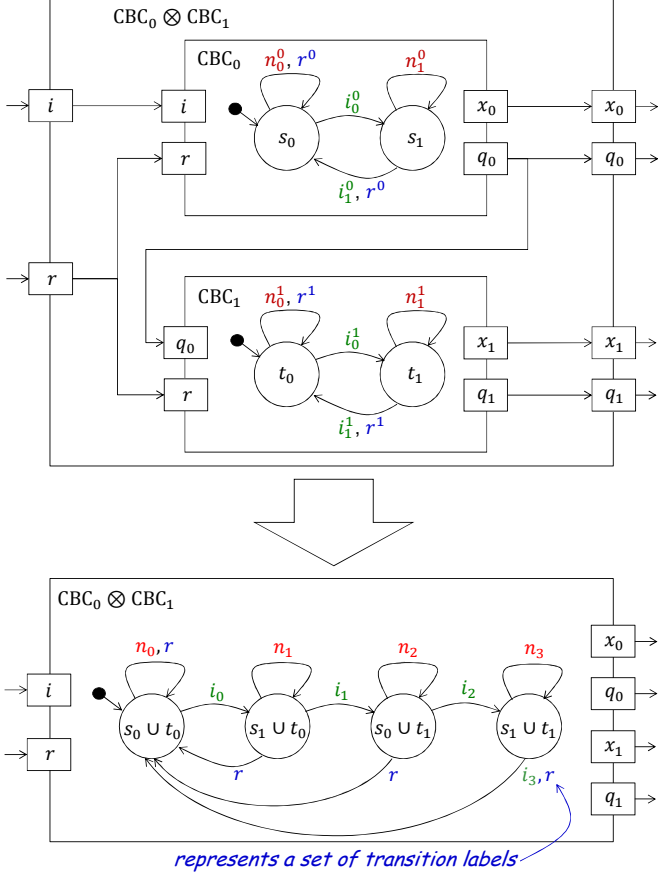 CBC₀ ⊗ CBC₁
CBC₀
n₀⁰, r⁰
n₁⁰
i
i
i₀⁰
x₀
x₀
s₀
s₁
r
q₀
q₀
i₁⁰, r⁰
r
CBC₁
n₀¹, r¹
n₁¹
q₀
i₀¹
x₁
x₁
t₀
t₁
r
q₁
q₁
i₁¹, r¹
CBC₀ ⊗ CBC₁
x₀
n₀, r
n₁
n₂
n₃
i
i₀
i₁
i₂
q₀
s₀ ∪ t₀
s₁ ∪ t₀
s₀ ∪ t₁
s₁ ∪ t₁
r
x₁
r
r
i₃, r
q₁
represents a set of transition labels